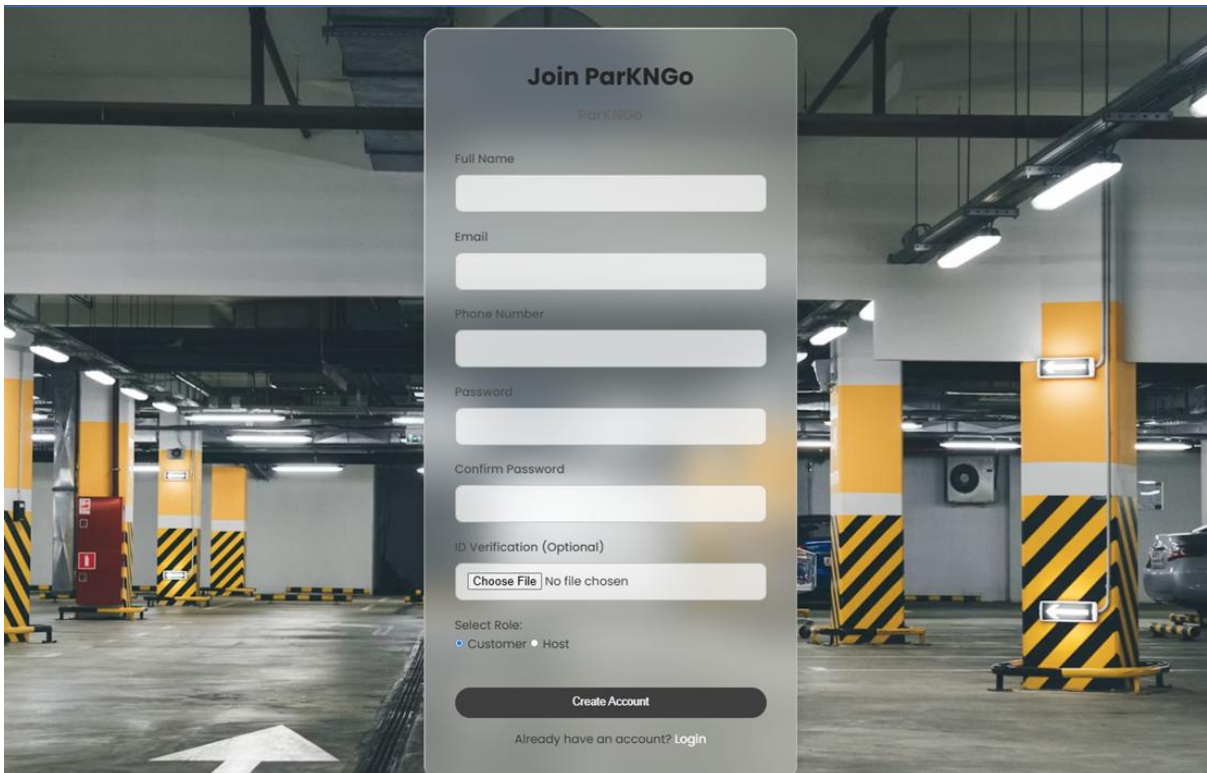 Join ParKNGo
ParKNGo
Full Name
Email
Phone Number
Password
Confirm Password
ID Verification (Optional)
Choose File No file chosen
Select Role:
Customer Host
Create Account
Already have an account? Login